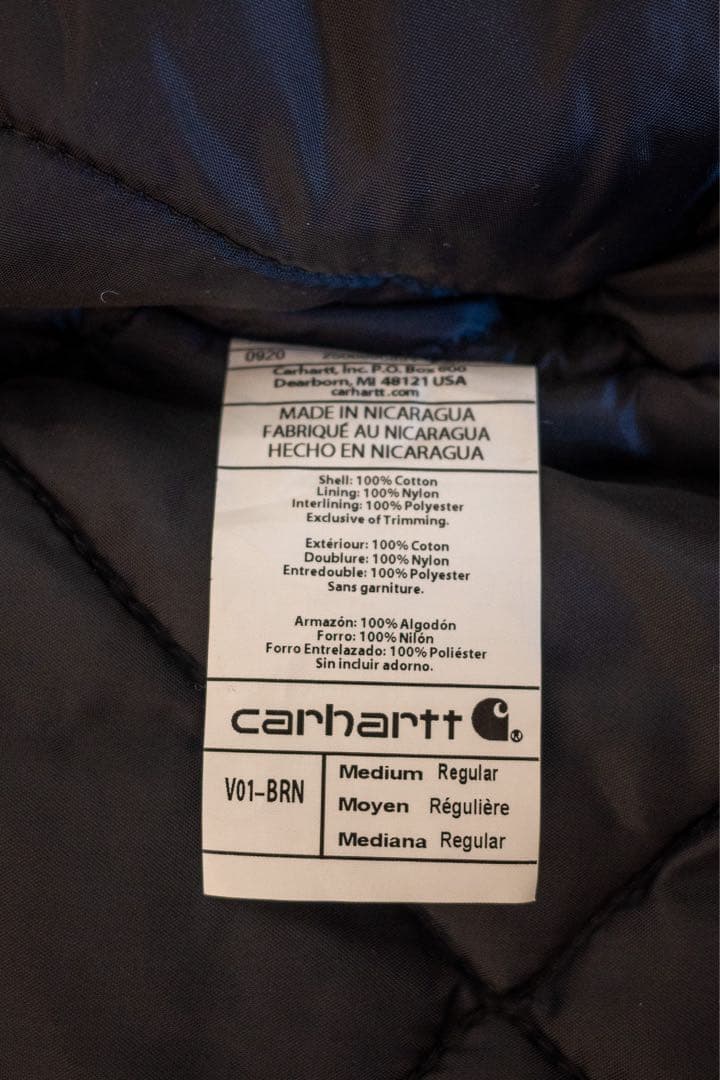 0920
Carhartt, Inc. P.O. Box 600
Dearborn, MI 48121 USA
carhartt.com
MADE IN NICARAGUA
FABRIQUÉ AU NICARAGUA
HECHO EN NICARAGUA
Shell: 100% Cotton
Lining: 100% Nylon
Interlining: 100% Polyester
Exclusive of Trimming.
Extériour: 100% Coton
Doublure: 100% Nylon
Entredouble: 100% Polyester
Sans garniture.
Armazón: 100% Algodón
Forro: 100% Nilón
Forro Entrelazado: 100% Poliéster
Sin incluir adorno.
carhartt ®
V01-BRN
Medium Regular
Moyen Régulière
Mediana Regular